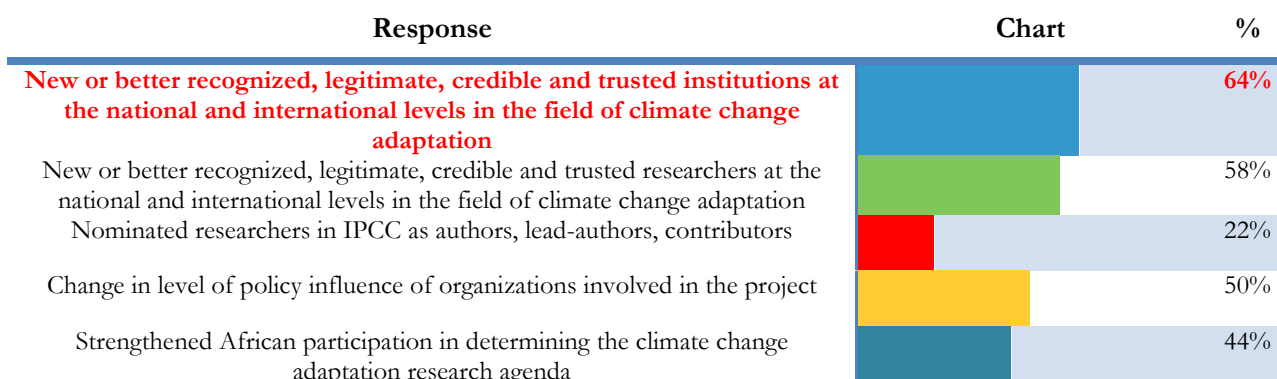 Response Chart %
New or better recognized, legitimate, credible and trusted institutions at 64%
the national and international levels in the field of climate change
adaptation
New or better recognized, legitimate, credible and trusted researchers at the 58%
national and international levels in the field of climate change adaptation
Nominated researchers in IPCC as authors, lead-authors, contributors 22%
Change in level of policy influence of organizations involved in the project 50%
Strengthened African participation in determining the climate change 44%
adaptation research agenda